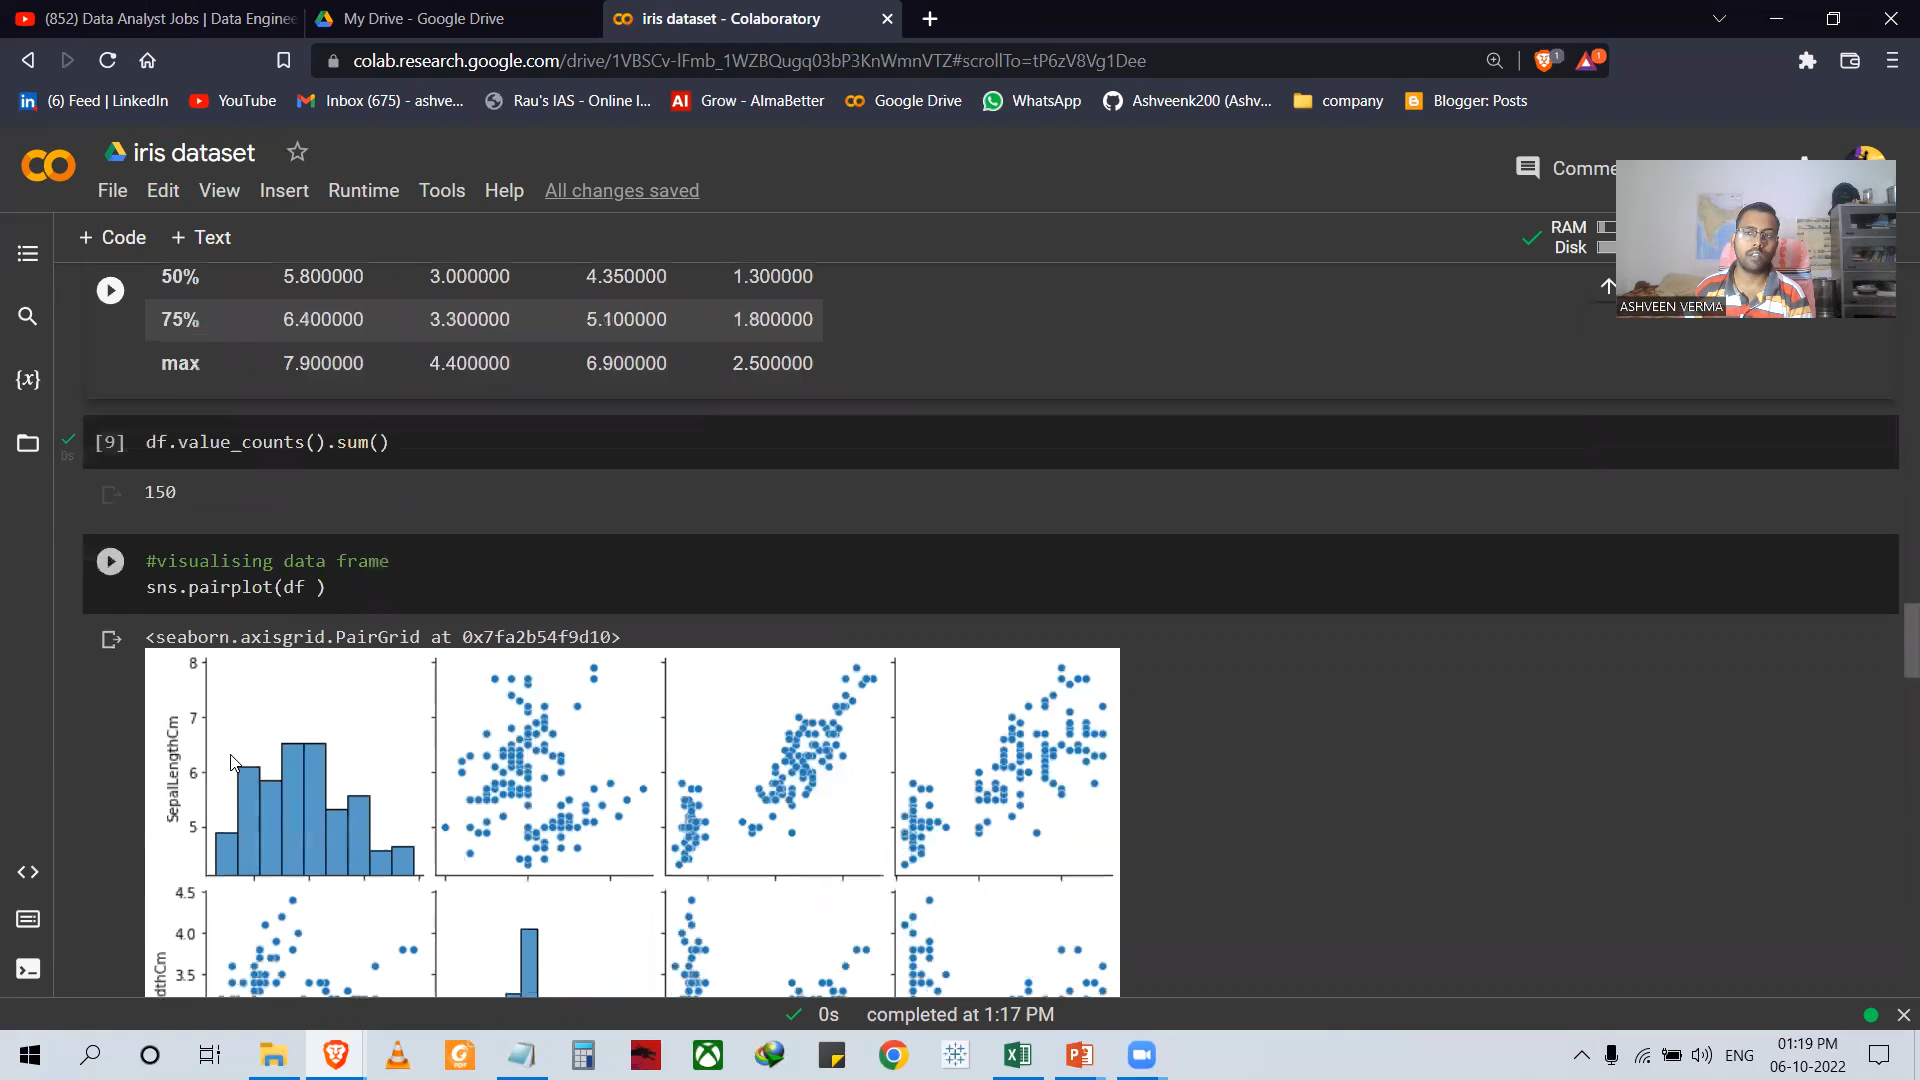 (852) Data Analyst Jobs | Data Enginee
My Drive - Google Drive
iris dataset - Colaboratory
colab.research.google.com/drive/1VBSCv-lFmb_1WZBQugq03bP3KnWmnVTZ#scrollTo=tP6zV8Vg1Dee
1
1
(6) Feed | LinkedIn
YouTube
Inbox (675) - ashve...
Rau's IAS - Online I...
AI
Grow - AlmaBetter
Google Drive
WhatsApp
Ashveenk200 (Ashv...
company
Blogger: Posts
iris dataset
Comme
File Edit View Insert Runtime Tools Help All changes saved
+ Code + Text
RAM
Disk
ASHVEEN VERMA
{x}
50% 5.800000 3.000000 4.350000 1.300000
75% 6.400000 3.300000 5.100000 1.800000
max 7.900000 4.400000 6.900000 2.500000
0s
[9] df.value_counts().sum()
150
#visualising data frame
sns.pairplot(df )
<seaborn.axisgrid.PairGrid at 0x7fa2b54f9d10>
8
7
6
5
SepalLengthCm
4.5
4.0
3.5
dthCm
0s completed at 1:17 PM
PDF
ENG
01:19 PM
06-10-2022